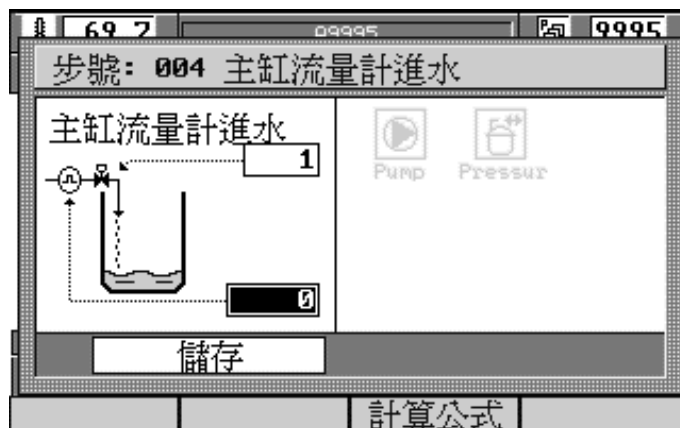 69.7 09995 9995
步號: 004 主缸流量計進水
主缸流量計進水
1
Pump Pressur
0
儲存
計算公式